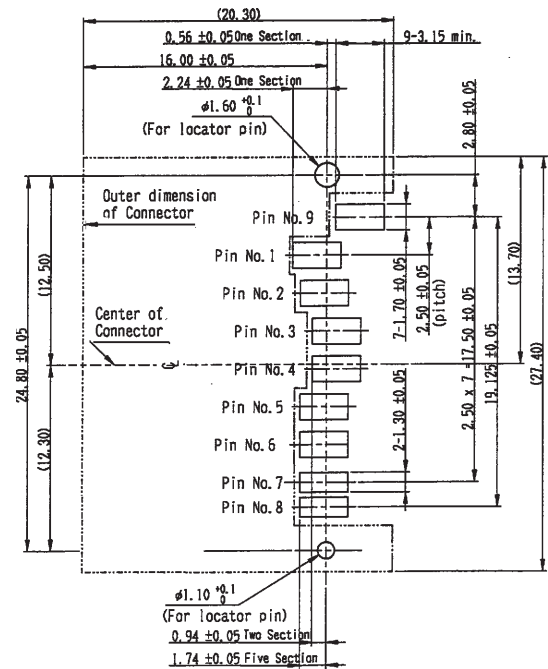 (20.30)
0.56 ±0.05 One Section
9-3.15 min.
16.00 ±0.05
2.24 ±0.05 One Section
ø1.60 +0.1 0
(For locator pin)
2.80 ±0.05
Outer dimension
of Connector
Pin No.9
Pin No.1
Pin No.2
Pin No.3
Pin No.4
Pin No.5
Pin No.6
Pin No.7
Pin No.8
Center of
Connector
℄
24.80 ±0.05
(12.50)
(12.30)
7-1.70 ±0.05
2.50 ±0.05
(pitch)
2-1.30 ±0.05
2.50 x 7 =17.50 ±0.05
19.125 ±0.05
(13.70)
(27.40)
ø1.10 +0.1 0
(For locator pin)
0.94 ±0.05 Two Section
1.74 ±0.05 Five Section